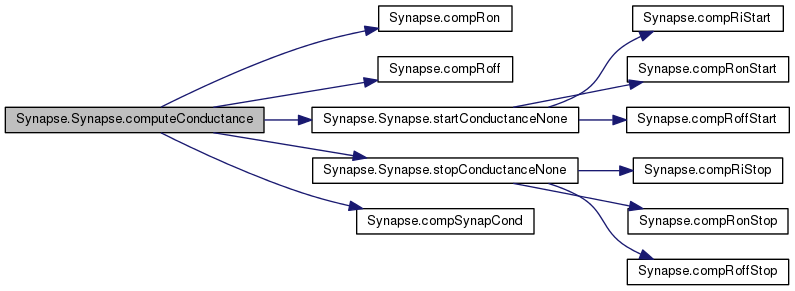 Synapse.compRon
Synapse.compRiStart
Synapse.compRoff
Synapse.compRonStart
Synapse.Synapse.computeConductance
Synapse.Synapse.startConductanceNone
Synapse.compRoffStart
Synapse.Synapse.stopConductanceNone
Synapse.compRiStop
Synapse.compSynapCond
Synapse.compRonStop
Synapse.compRoffStop